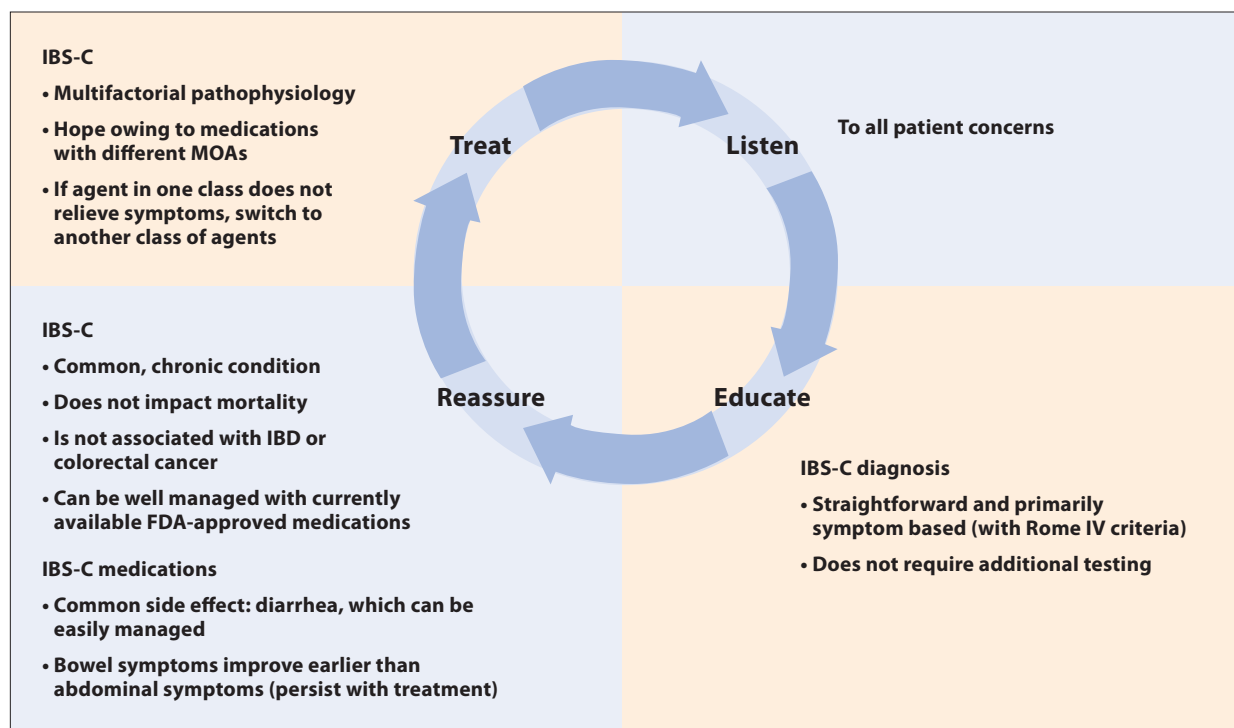 IBS-C
• Multifactorial pathophysiology
• Hope owing to medications
with different MOAs
• If agent in one class does not
relieve symptoms, switch to
another class of agents
Treat
Listen
To all patient concerns
IBS-C
• Common, chronic condition
• Does not impact mortality
• Is not associated with IBD or
colorectal cancer
• Can be well managed with currently
available FDA-approved medications
IBS-C medications
• Common side effect: diarrhea, which can be
easily managed
• Bowel symptoms improve earlier than
abdominal symptoms (persist with treatment)
Reassure
Educate
IBS-C diagnosis
• Straightforward and primarily
symptom based (with Rome IV criteria)
• Does not require additional testing